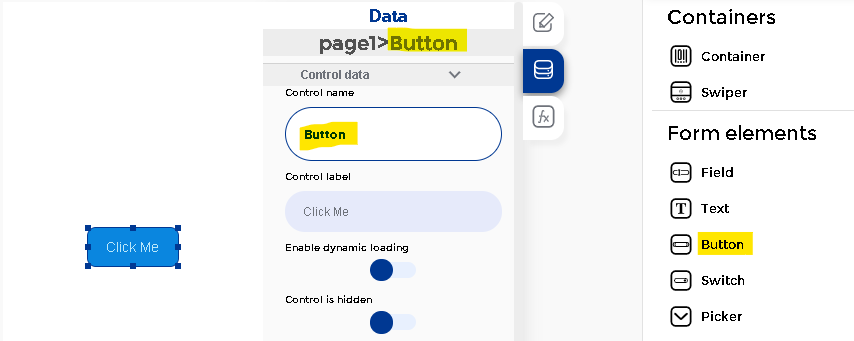 Data
page1>Button
Control data
Control name
Button
Control label
Click Me
Enable dynamic loading
Control is hidden
Click Me
fx
Containers
Container
Swiper
Form elements
Field
T Text
Button
Switch
Picker